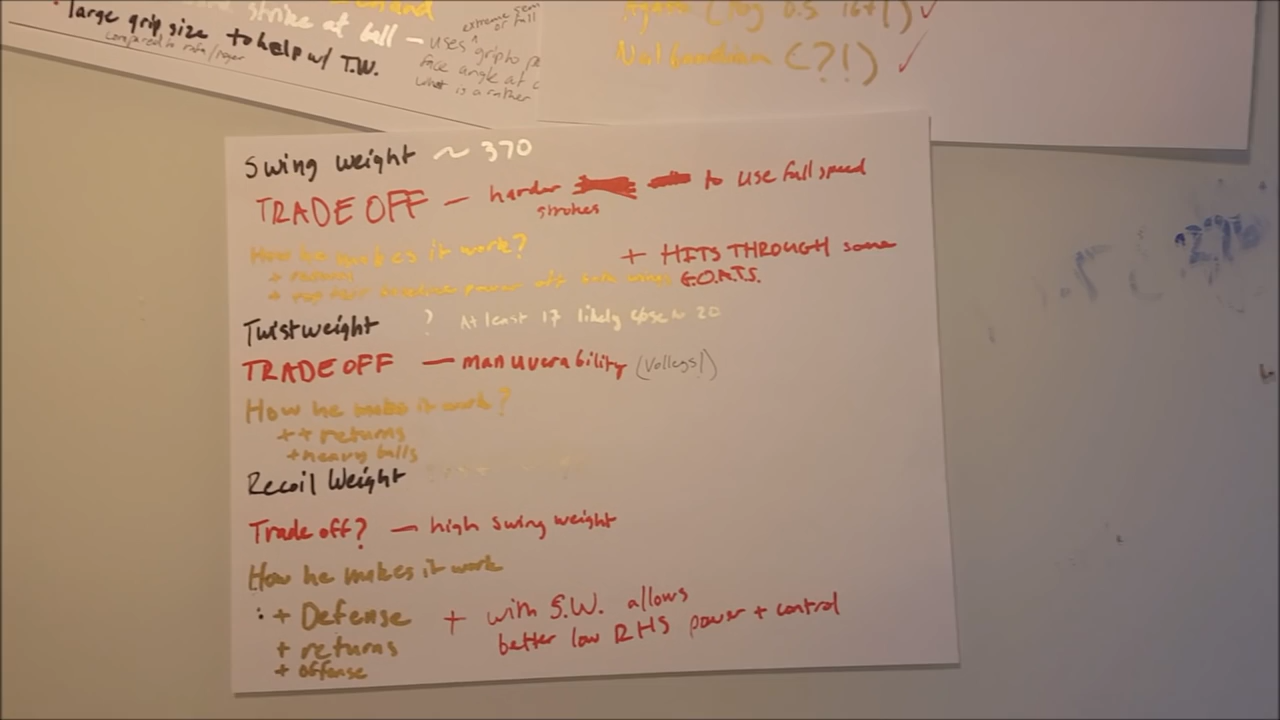 strike at ball - uses extreme semi or full
large grip size to help w/ T.W.
compared to rafa/roger
grip to
face angle at
what is a rather
(?!) ✓
Swing weight ~ 370
TRADE OFF - harder to use full speed
strokes
How he makes it work?
+ HITS THROUGH some
G.O.A.T.S.
+ returns
Twistweight ? At least 17 likely close ~ 20
TRADE OFF - manuverability (Volleys!)
How he makes it work?
++ returns
+heavy balls
Recoil Weight
Trade off? - high swing weight
How he makes it work
: + Defense + with S.W. allows
better low RHS power + control
+ returns
+ offense